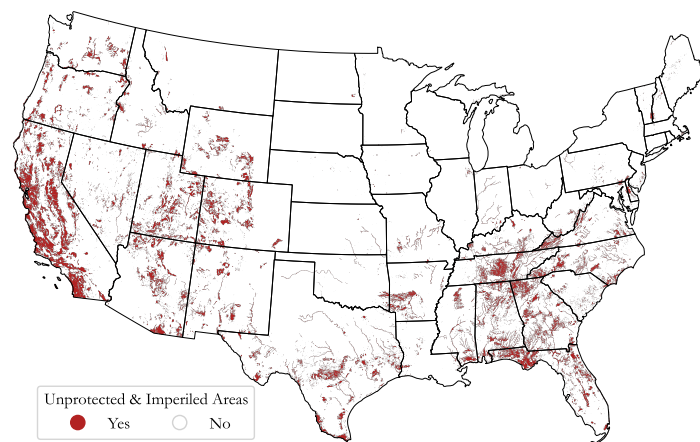 Unprotected & Imperiled Areas
Yes No